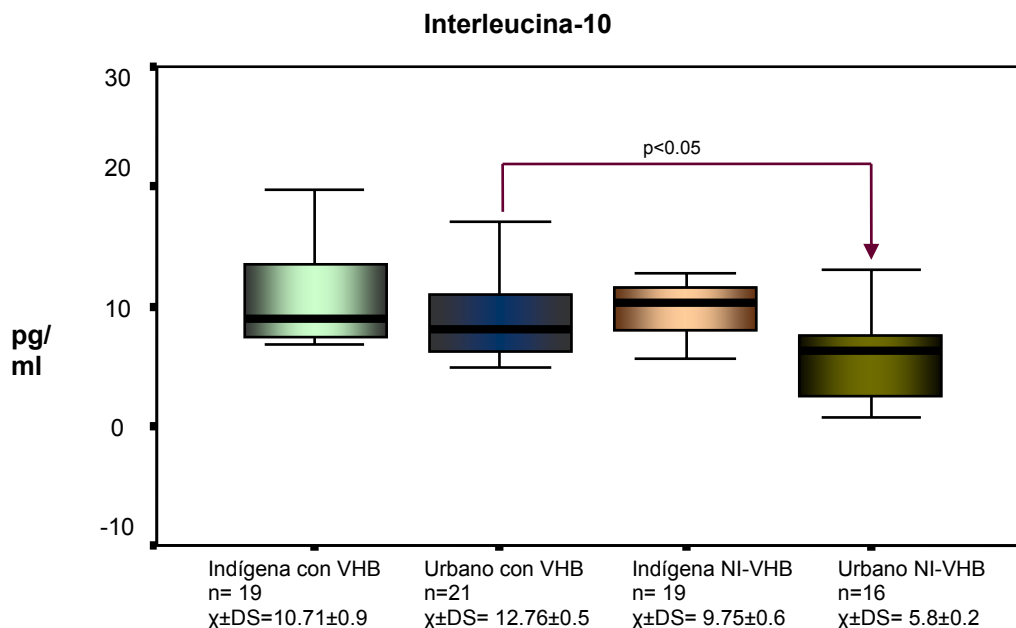 Interleucina-10
30
20
10
0
-10
pg/
ml
p<0.05
Indígena con VHB
n= 19
χ±DS=10.71±0.9
Urbano con VHB
n=21
χ±DS= 12.76±0.5
Indígena NI-VHB
n= 19
χ±DS= 9.75±0.6
Urbano NI-VHB
n=16
χ±DS= 5.8±0.2